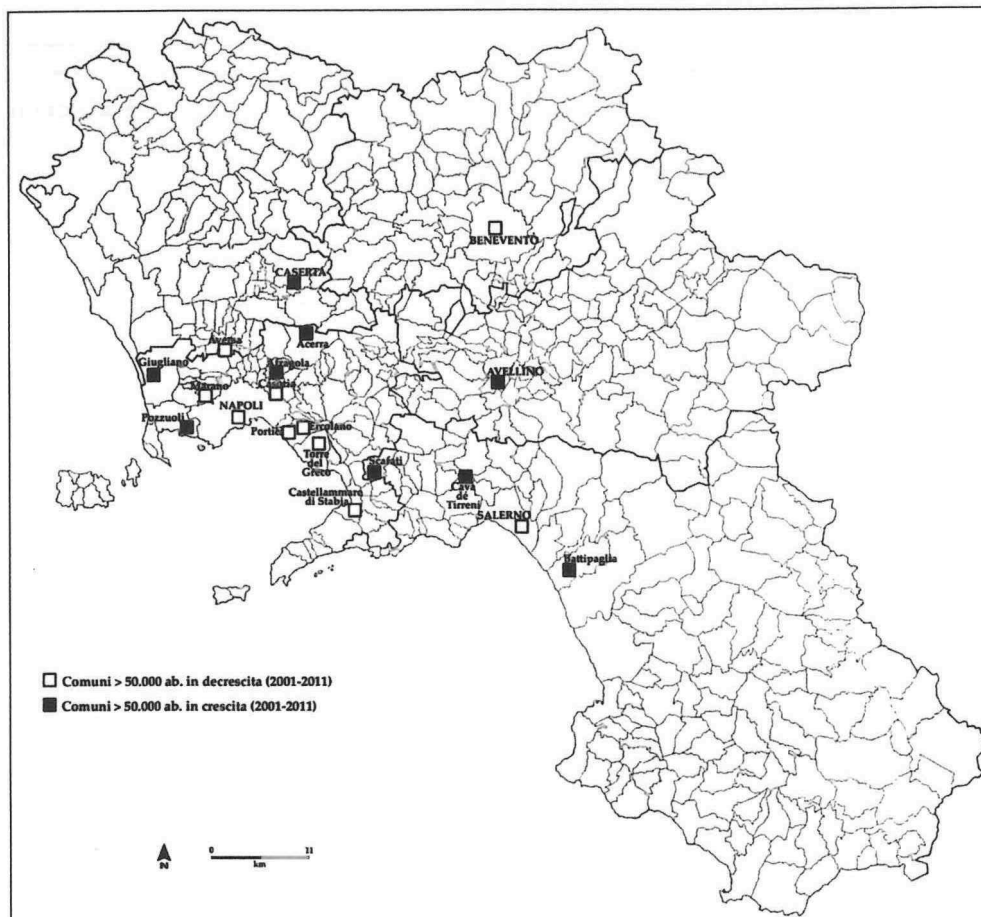 BENEVENTO
CASERTA
Acerra
Aversa
Giugliano
Afragola
AVELLINO
Marano
Casoria
NAPOLI
Pozzuoli
Ercolano
Portici
Torre
del
Greco
Scafati
Cava
dé
Tirreni
Castellammare
di Stabia
SALERNO
Battipaglia
Comuni > 50.000 ab. in decrescita (2001-2011)
Comuni > 50.000 ab. in crescita (2001-2011)
N
0 11
km